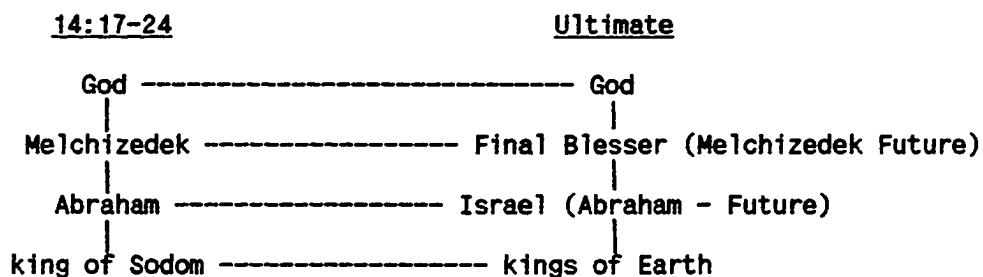 14:17-24 Ultimate
God ---------------------------- God
Melchizedek ---------------- Final Blesser (Melchizedek Future)
Abraham ----------------- Israel (Abraham - Future)
king of Sodom ---------------- kings of Earth